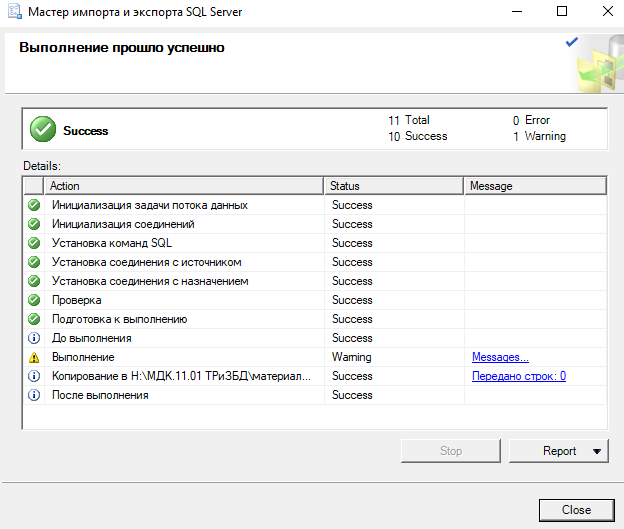 Мастер импорта и экспорта SQL Server
Выполнение прошло успешно
Success
11 Total 0 Error
10 Success 1 Warning
Details:
Action Status Message
Инициализация задачи потока данных Success
Инициализация соединений Success
Установка команд SQL Success
Установка соединения с источником Success
Установка соединения с назначением Success
Проверка Success
Подготовка к выполнению Success
До выполнения Success
Выполнение Warning Messages...
Копирование в H:\МДК.11.01 ТРиЗБД\материал... Success Передано строк: 0
После выполнения Success
Stop Report
Close